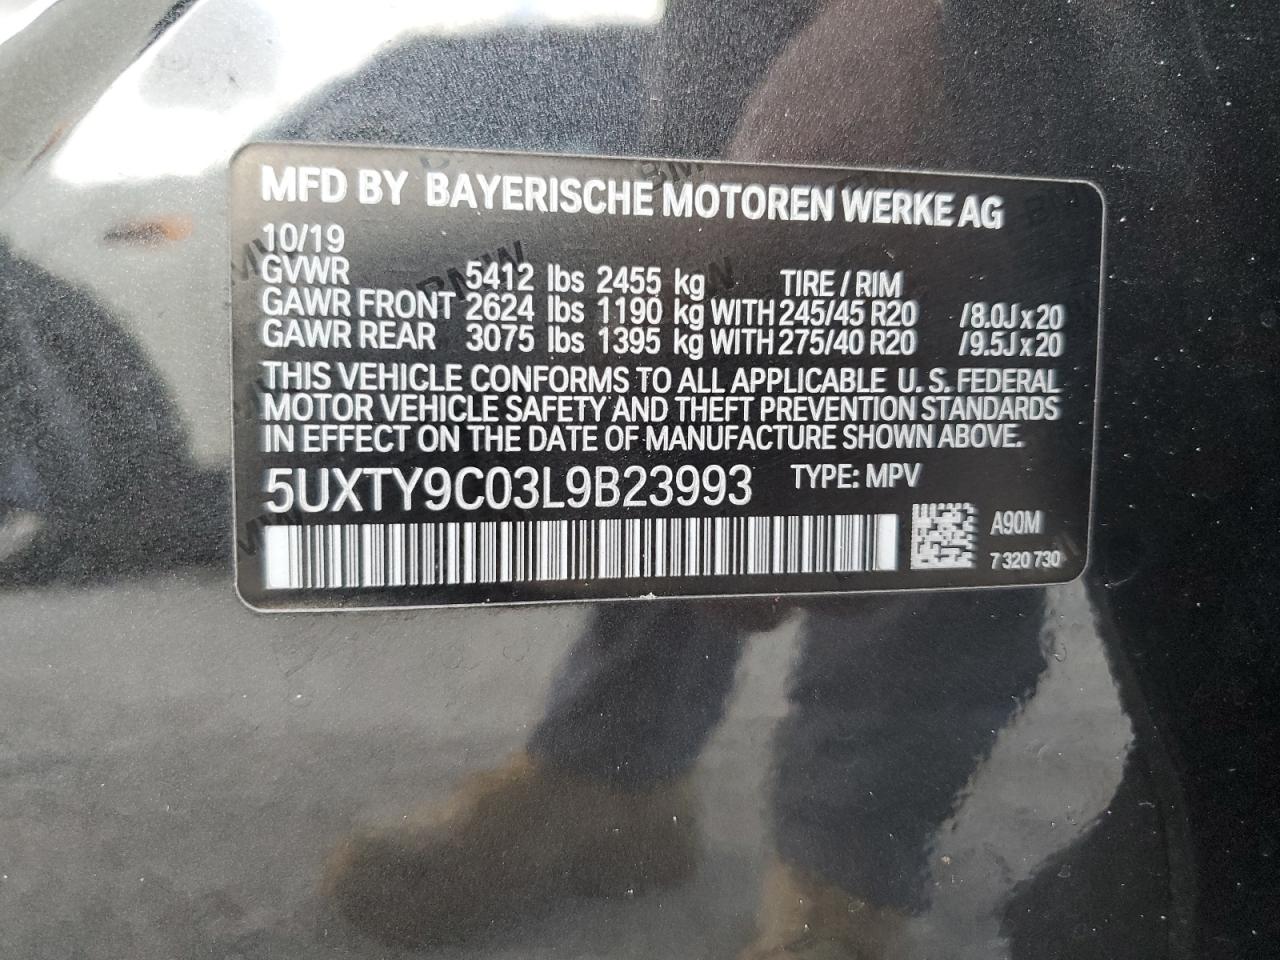 MFD BY BAYERISCHE MOTOREN WERKE AG
10/19
GVWR 5412 lbs 2455 kg TIRE / RIM
GAWR FRONT 2624 lbs 1190 kg WITH 245/45 R20 /8.0J x 20
GAWR REAR 3075 lbs 1395 kg WITH 275/40 R20 /9.5J x 20
THIS VEHICLE CONFORMS TO ALL APPLICABLE U. S. FEDERAL
MOTOR VEHICLE SAFETY AND THEFT PREVENTION STANDARDS
IN EFFECT ON THE DATE OF MANUFACTURE SHOWN ABOVE.
5UXTY9C03L9B23993 TYPE: MPV
A90M
7 320 730